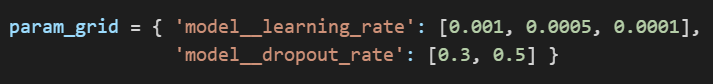 param_grid = { 'model__learning_rate': [0.001, 0.0005, 0.0001],
'model__dropout_rate': [0.3, 0.5] }